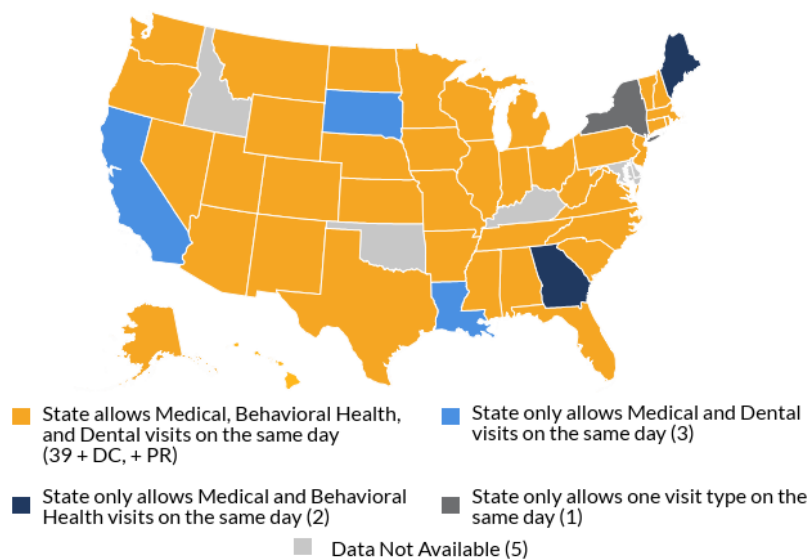 State allows Medical, Behavioral Health,
and Dental visits on the same day
(39 + DC, + PR)
State only allows Medical and Dental
visits on the same day (3)
State only allows Medical and Behavioral
Health visits on the same day (2)
State only allows one visit type on the
same day (1)
Data Not Available (5)